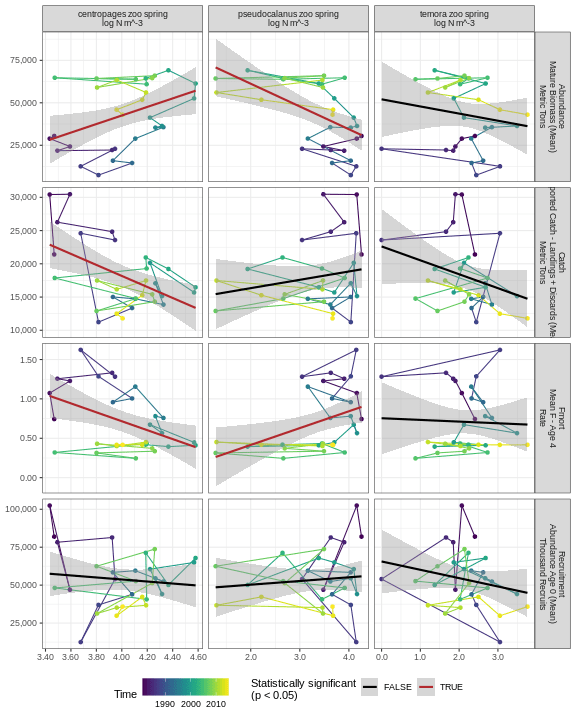 centropages zoo spring
log N m^-3
pseudocalanus zoo spring
log N m^-3
temora zoo spring
log N m^-3
75,000
50,000
25,000
Abundance
Mature Biomass (Mean)
Metric Tons
30,000
25,000
20,000
15,000
10,000
Catch
Catch - Landings + Discards
Metric Tons
1.50
1.00
0.50
0.00
Fmort
Mean F - Age 4
Rate
100,000
75,000
50,000
25,000
Recruitment
Abundance Age 0 (Mean)
Thousand Recruits
3.40 3.60 3.80 4.00 4.20 4.40 4.60
2.0 3.0 4.0
0.0 1.0 2.0 3.0
Time
1990 2000 2010
Statistically significant
(p < 0.05)
FALSE
TRUE